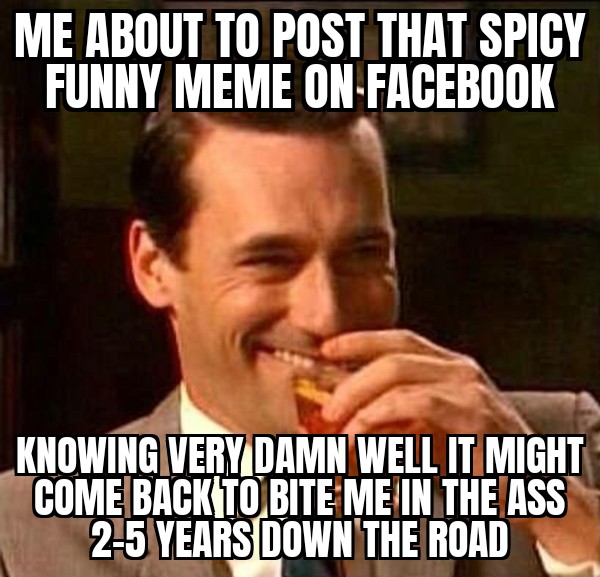 ME ABOUT TO POST THAT SPICY
FUNNY MEME ON FACEBOOK
KNOWING VERY DAMN WELL IT MIGHT
COME BACK TO BITE ME IN THE ASS
2-5 YEARS DOWN THE ROAD